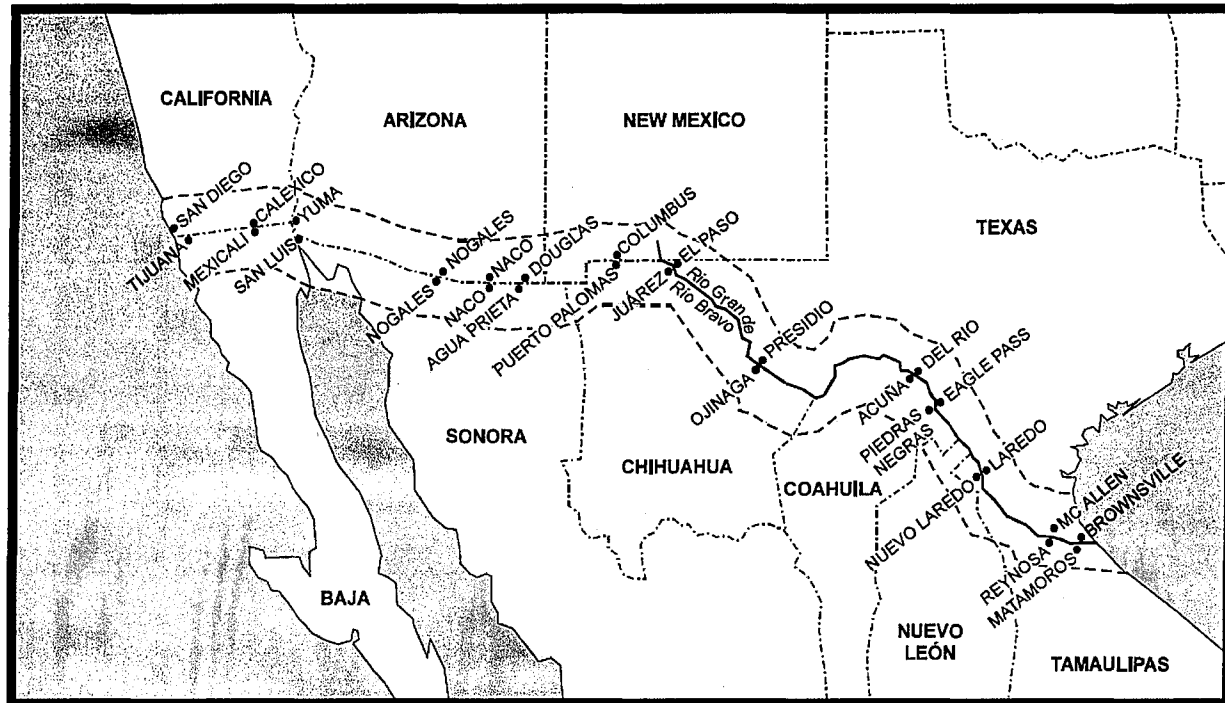 CALIFORNIA
ARIZONA
NEW MEXICO
TEXAS
SAN DIEGO
TIJUANA
CALEXICO
MEXICALI
YUMA
SAN LUIS
NOGALES
NOGALES
NACO
NACO
DOUGLAS
AGUA PRIETA
COLUMBUS
PUERTO PALOMAS
EL PASO
JUÁREZ
Rio Grande
Rio Bravo
PRESIDIO
OJINAGA
DEL RIO
ACUÑA
EAGLE PASS
PIEDRAS
NEGRAS
LAREDO
NUEVO LAREDO
MC ALLEN
REYNOSA
BROWNSVILLE
MATAMOROS
SONORA
CHIHUAHUA
COAHUILA
BAJA
NUEVO
LEÓN
TAMAULIPAS